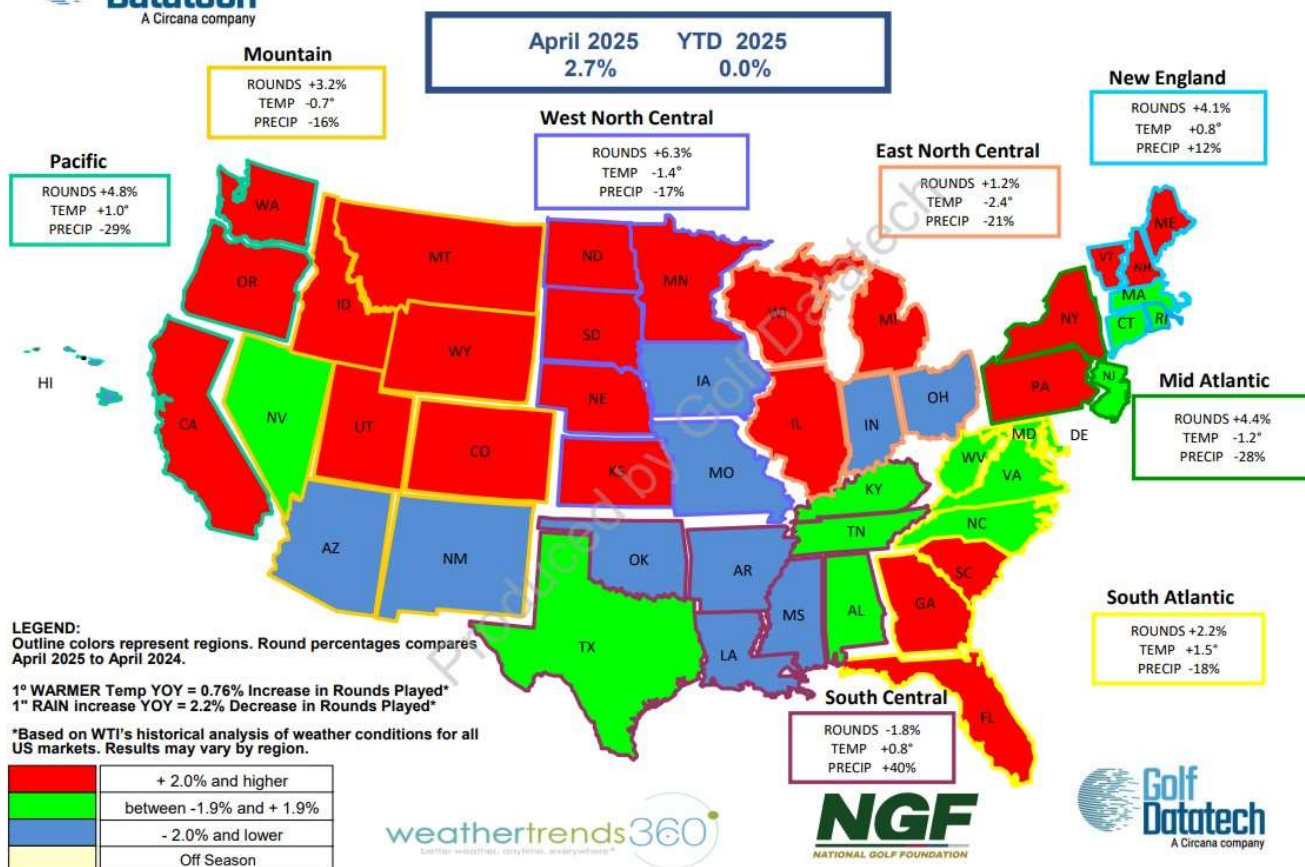 Datatech
A Circana company
April 2025 YTD 2025
2.7% 0.0%
Mountain
ROUNDS +3.2%
TEMP -0.7°
PRECIP -16%
New England
ROUNDS +4.1%
TEMP +0.8°
PRECIP +12%
West North Central
ROUNDS +6.3%
TEMP -1.4°
PRECIP -17%
East North Central
ROUNDS +1.2%
TEMP -2.4°
PRECIP -21%
Pacific
ROUNDS +4.8%
TEMP +1.0°
PRECIP -29%
WA
MT
ND
MN
OR
ID
WY
SD
WI
MI
VT
NH
ME
NY
MA
CT
RI
HI
CA
NV
UT
CO
NE
IA
KS
MO
IL
IN
OH
PA
NJ
Mid Atlantic
ROUNDS +4.4%
TEMP -1.2°
PRECIP -28%
WV
MD
DE
VA
KY
NC
TN
AZ
NM
OK
AR
SC
GA
AL
MS
LA
TX
FL
South Atlantic
ROUNDS +2.2%
TEMP +1.5°
PRECIP -18%
South Central
ROUNDS -1.8%
TEMP +0.8°
PRECIP +40%
Produced by Golf Datatech
LEGEND:
Outline colors represent regions. Round percentages compares
April 2025 to April 2024.
1º WARMER Temp YOY = 0.76% Increase in Rounds Played*
1" RAIN increase YOY = 2.2% Decrease in Rounds Played*
*Based on WTI's historical analysis of weather conditions for all
US markets. Results may vary by region.
+ 2.0% and higher
between -1.9% and + 1.9%
- 2.0% and lower
Off Season
weathertrends360
better weather. anytime. everywhere.®
NGF
NATIONAL GOLF FOUNDATION
Golf
Datatech
A Circana company